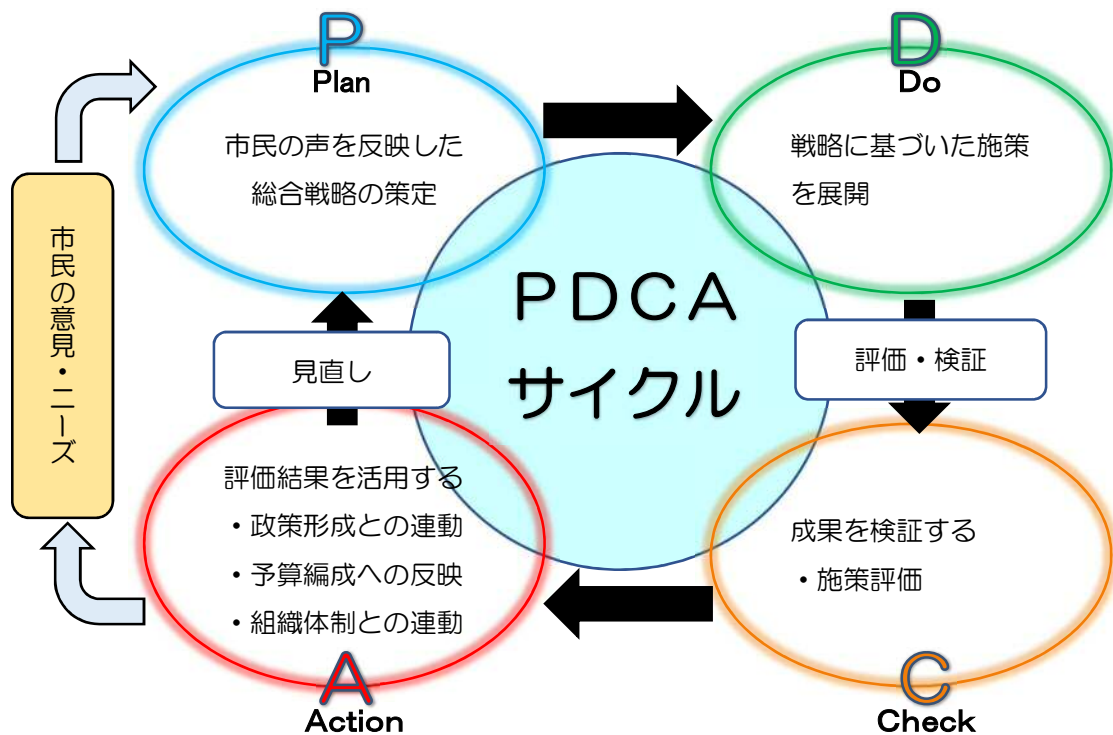 P
Plan
市民の声を反映した
総合戦略の策定
D
Do
戦略に基づいた施策
を展開
市民の意見・ニーズ
PDCA
サイクル
見直し
評価・検証
評価結果を活用する
・政策形成との連動
・予算編成への反映
・組織体制との連動
A
Action
成果を検証する
・施策評価
C
Check